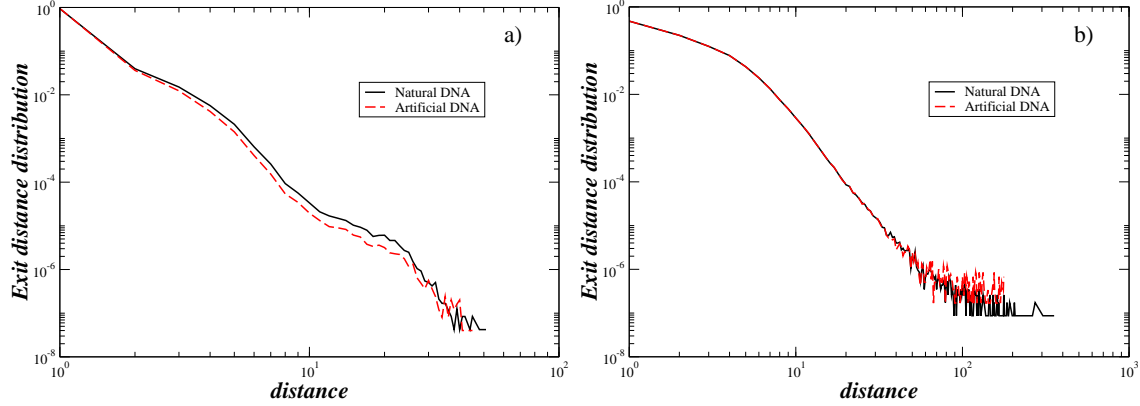 a)
Natural DNA
Artificial DNA
Exit distance distribution
10^0
10^-2
10^-4
10^-6
10^-8
10^0
10^1
10^2
distance
b)
Natural DNA
Artificial DNA
Exit distance distribution
10^0
10^-2
10^-4
10^-6
10^-8
10^0
10^1
10^2
10^3
distance